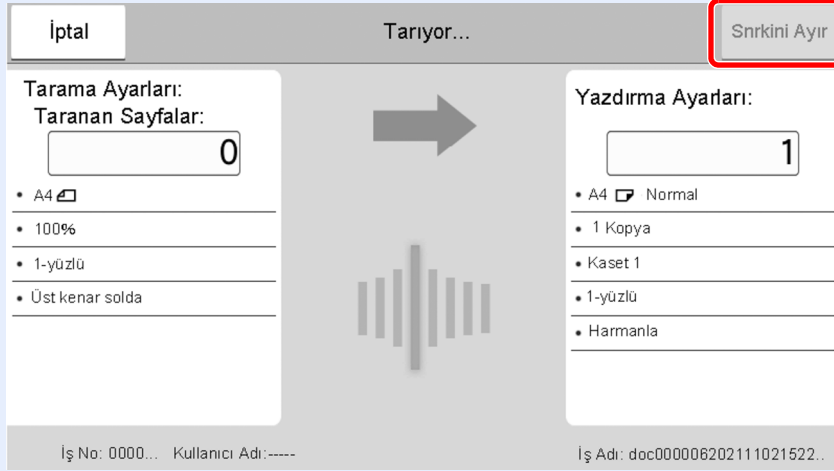 İptal
Tarıyor...
Snrkini Ayır
Tarama Ayarları:
Taranan Sayfalar:
0
• A4
• 100%
• 1-yüzlü
• Üst kenar solda
Yazdırma Ayarları:
1
• A4 Normal
• 1 Kopya
• Kaset 1
• 1-yüzlü
• Harmanla
İş No: 0000... Kullanıcı Adı:-----
İş Adı: doc000006202111021522..